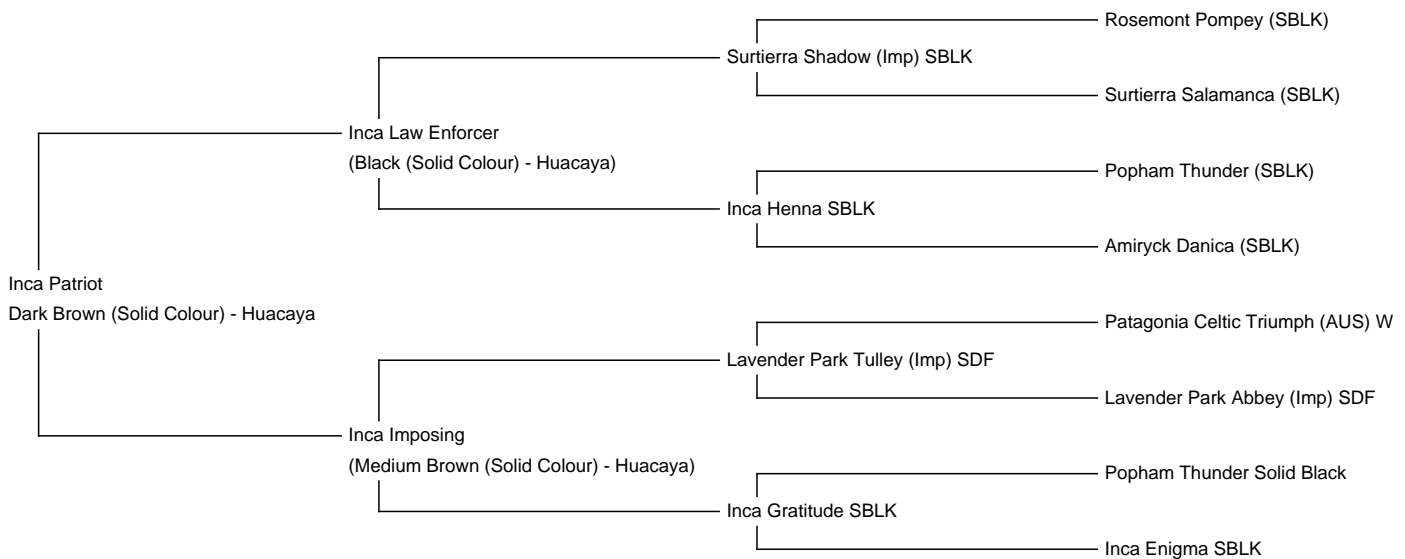 Rosemont Pompey (SBLK)
Surtierra Shadow (Imp) SBLK
Surtierra Salamanca (SBLK)
Inca Law Enforcer
(Black (Solid Colour) - Huacaya)
Popham Thunder (SBLK)
Inca Henna SBLK
Amiryck Danica (SBLK)
Inca Patriot
Dark Brown (Solid Colour) - Huacaya
Patagonia Celtic Triumph (AUS) W
Lavender Park Tulley (Imp) SDF
Lavender Park Abbey (Imp) SDF
Inca Imposing
(Medium Brown (Solid Colour) - Huacaya)
Popham Thunder Solid Black
Inca Gratitude SBLK
Inca Enigma SBLK